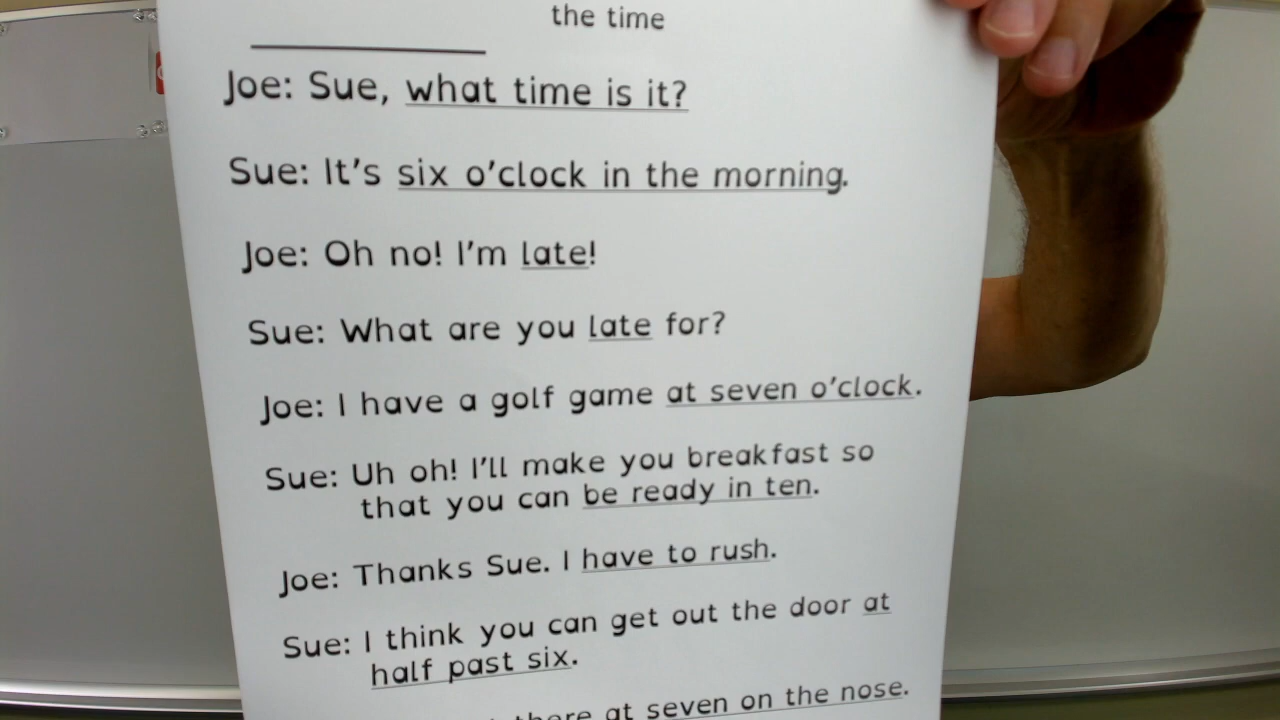 the time
Joe: Sue, what time is it?
Sue: It's six o'clock in the morning.
Joe: Oh no! I'm late!
Sue: What are you late for?
Joe: I have a golf game at seven o'clock.
Sue: Uh oh! I'll make you breakfast so
that you can be ready in ten.
Joe: Thanks Sue. I have to rush.
Sue: I think you can get out the door at
half past six.
there at seven on the nose.